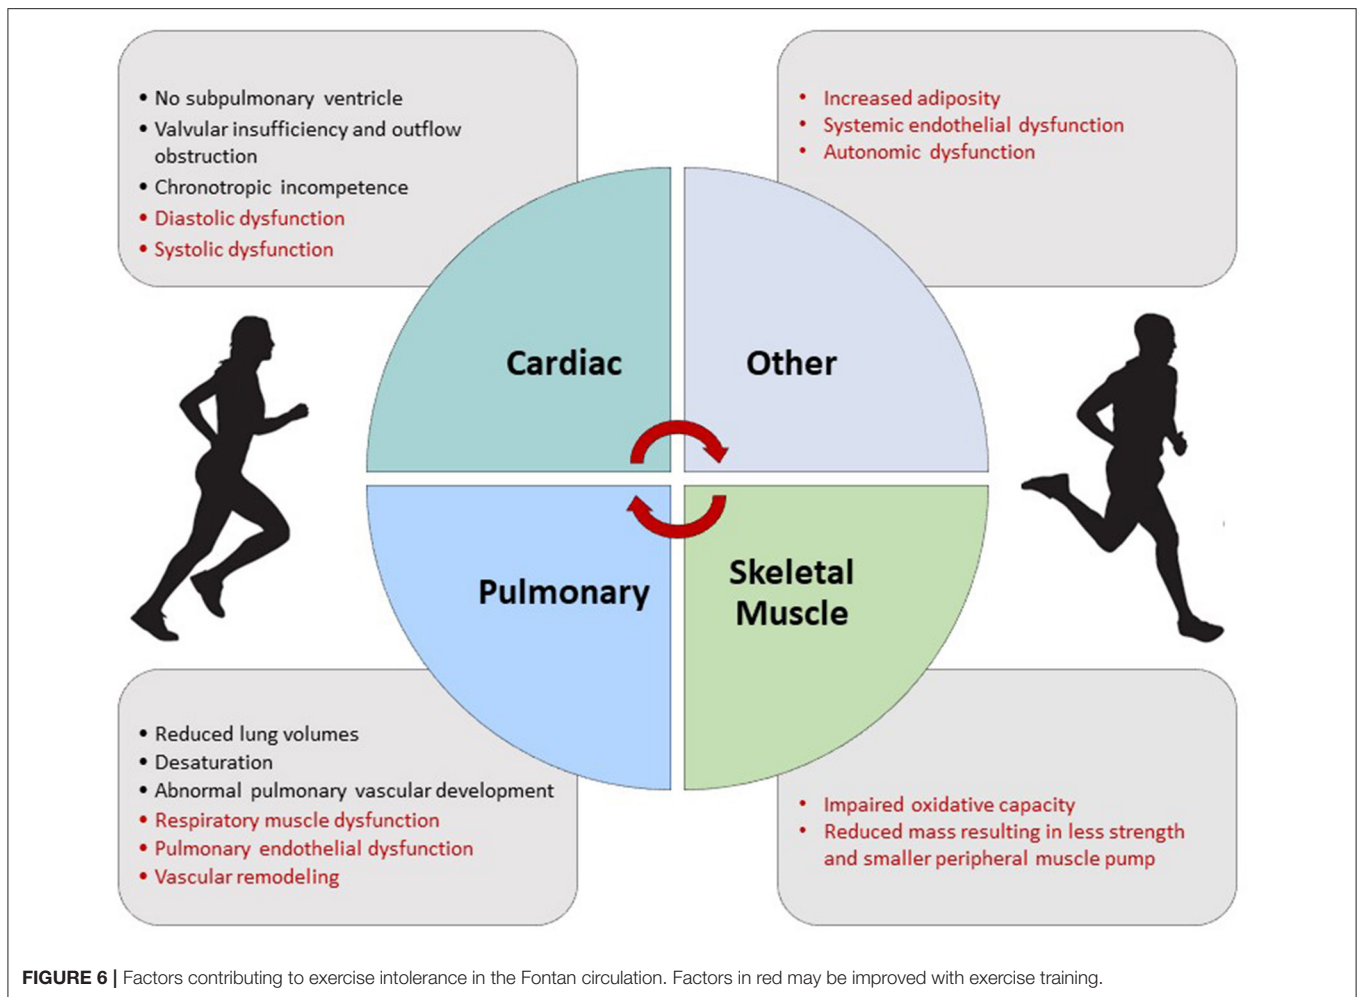 • No subpulmonary ventricle
• Valvular insufficiency and outflow
obstruction
• Chronotropic incompetence
• Diastolic dysfunction
• Systolic dysfunction
• Increased adiposity
• Systemic endothelial dysfunction
• Autonomic dysfunction
Cardiac
Other
Pulmonary
Skeletal
Muscle
• Reduced lung volumes
• Desaturation
• Abnormal pulmonary vascular development
• Respiratory muscle dysfunction
• Pulmonary endothelial dysfunction
• Vascular remodeling
• Impaired oxidative capacity
• Reduced mass resulting in less strength
and smaller peripheral muscle pump
FIGURE 6 | Factors contributing to exercise intolerance in the Fontan circulation. Factors in red may be improved with exercise training.